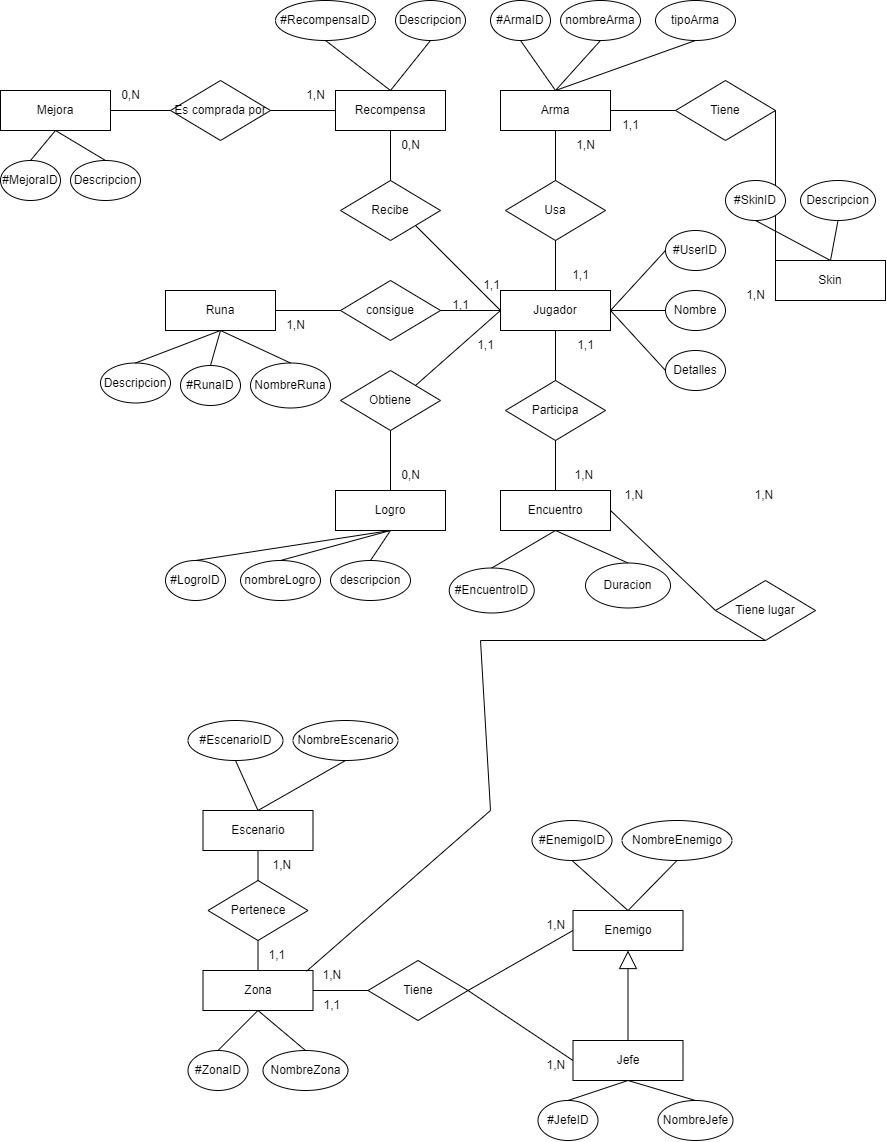 #RecompensaID
Descripcion
#ArmaID
nombreArma
tipoArma
0,N
1,N
Mejora
Es comprada por
Recompensa
Arma
Tiene
1,1
0,N
1,N
#MejoraID
Descripcion
Recibe
Usa
#SkinID
Descripcion
#UserID
1,1
1,1
Skin
1,N
Runa
consigue
1,1
Jugador
Nombre
1,N
1,1
1,1
Descripcion
#RunaID
NombreRuna
Detalles
Obtiene
Participa
0,N
1,N
1,N
1,N
Logro
Encuentro
#LogroID
nombreLogro
descripcion
#EncuentroID
Duracion
Tiene lugar
#EscenarioID
NombreEscenario
Escenario
1,N
#EnemigoID
NombreEnemigo
Pertenece
1,N
Enemigo
1,1
1,N
Zona
1,1
Tiene
#ZonaID
NombreZona
1,N
Jefe
#JefeID
NombreJefe